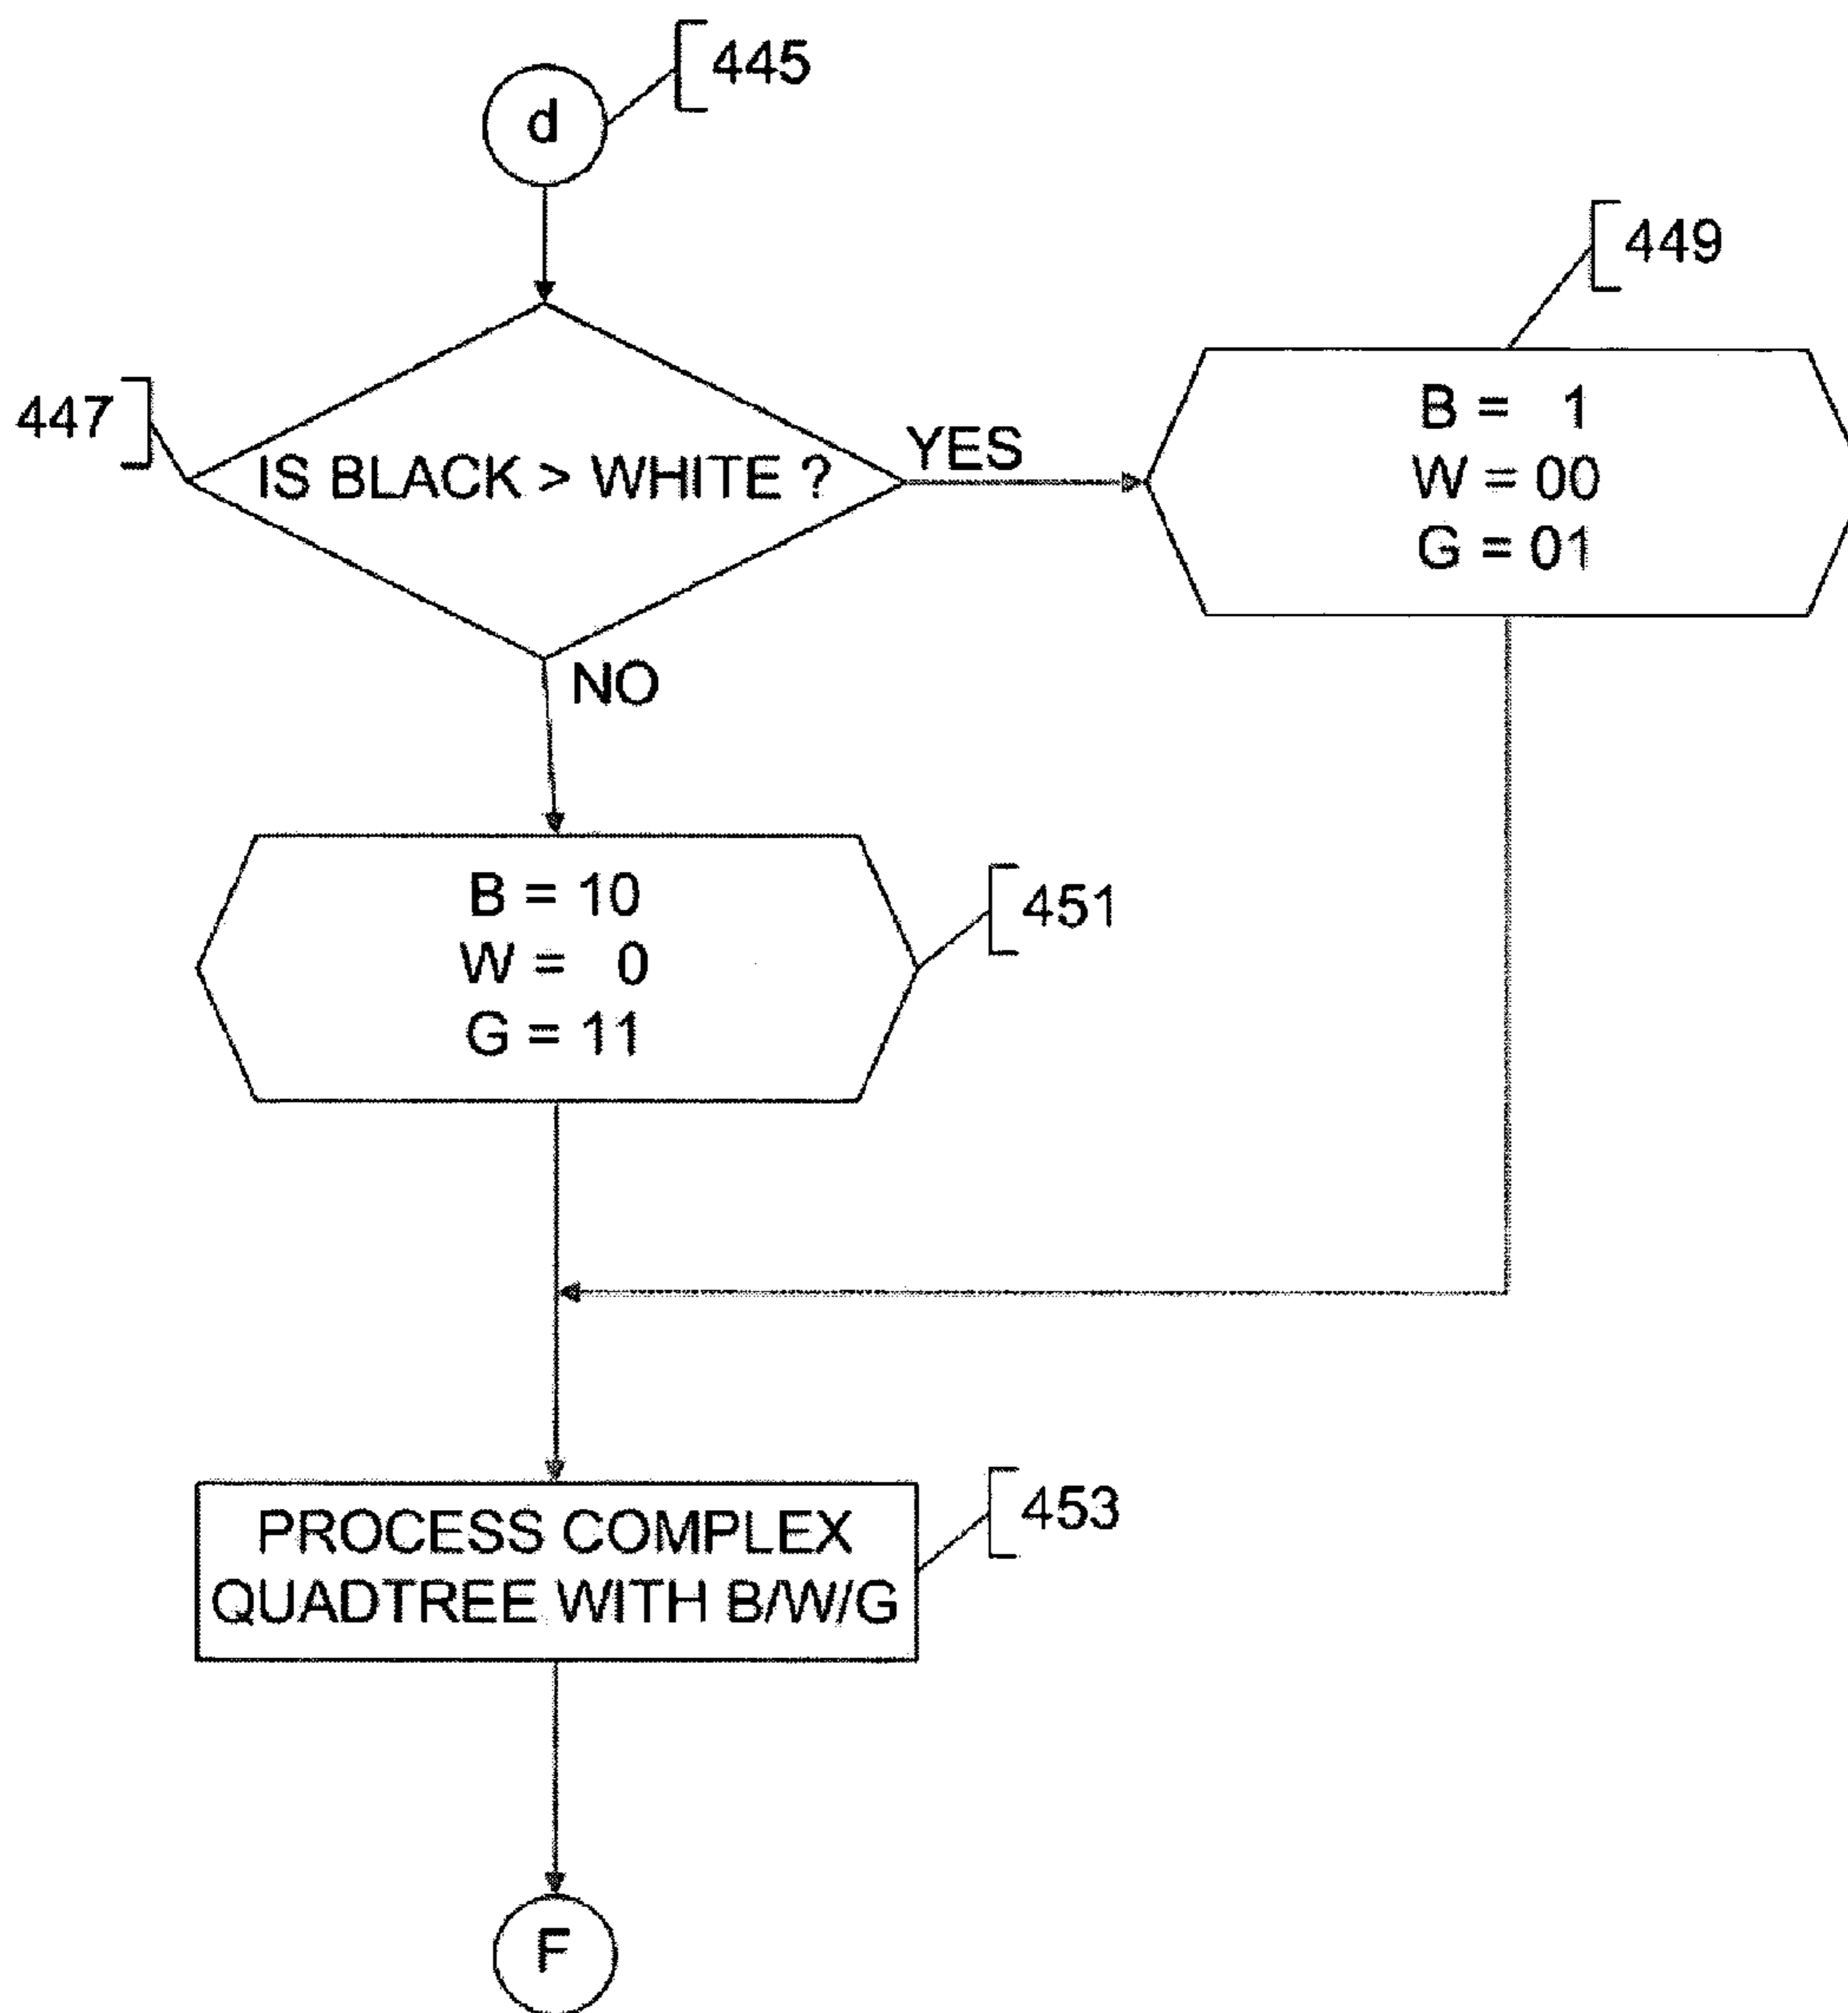 d
445
447
IS BLACK > WHITE ?
YES
449
B = 1
W = 00
G = 01
NO
B = 10
W = 0
G = 11
451
PROCESS COMPLEX
QUADTREE WITH B/W/G
453
F